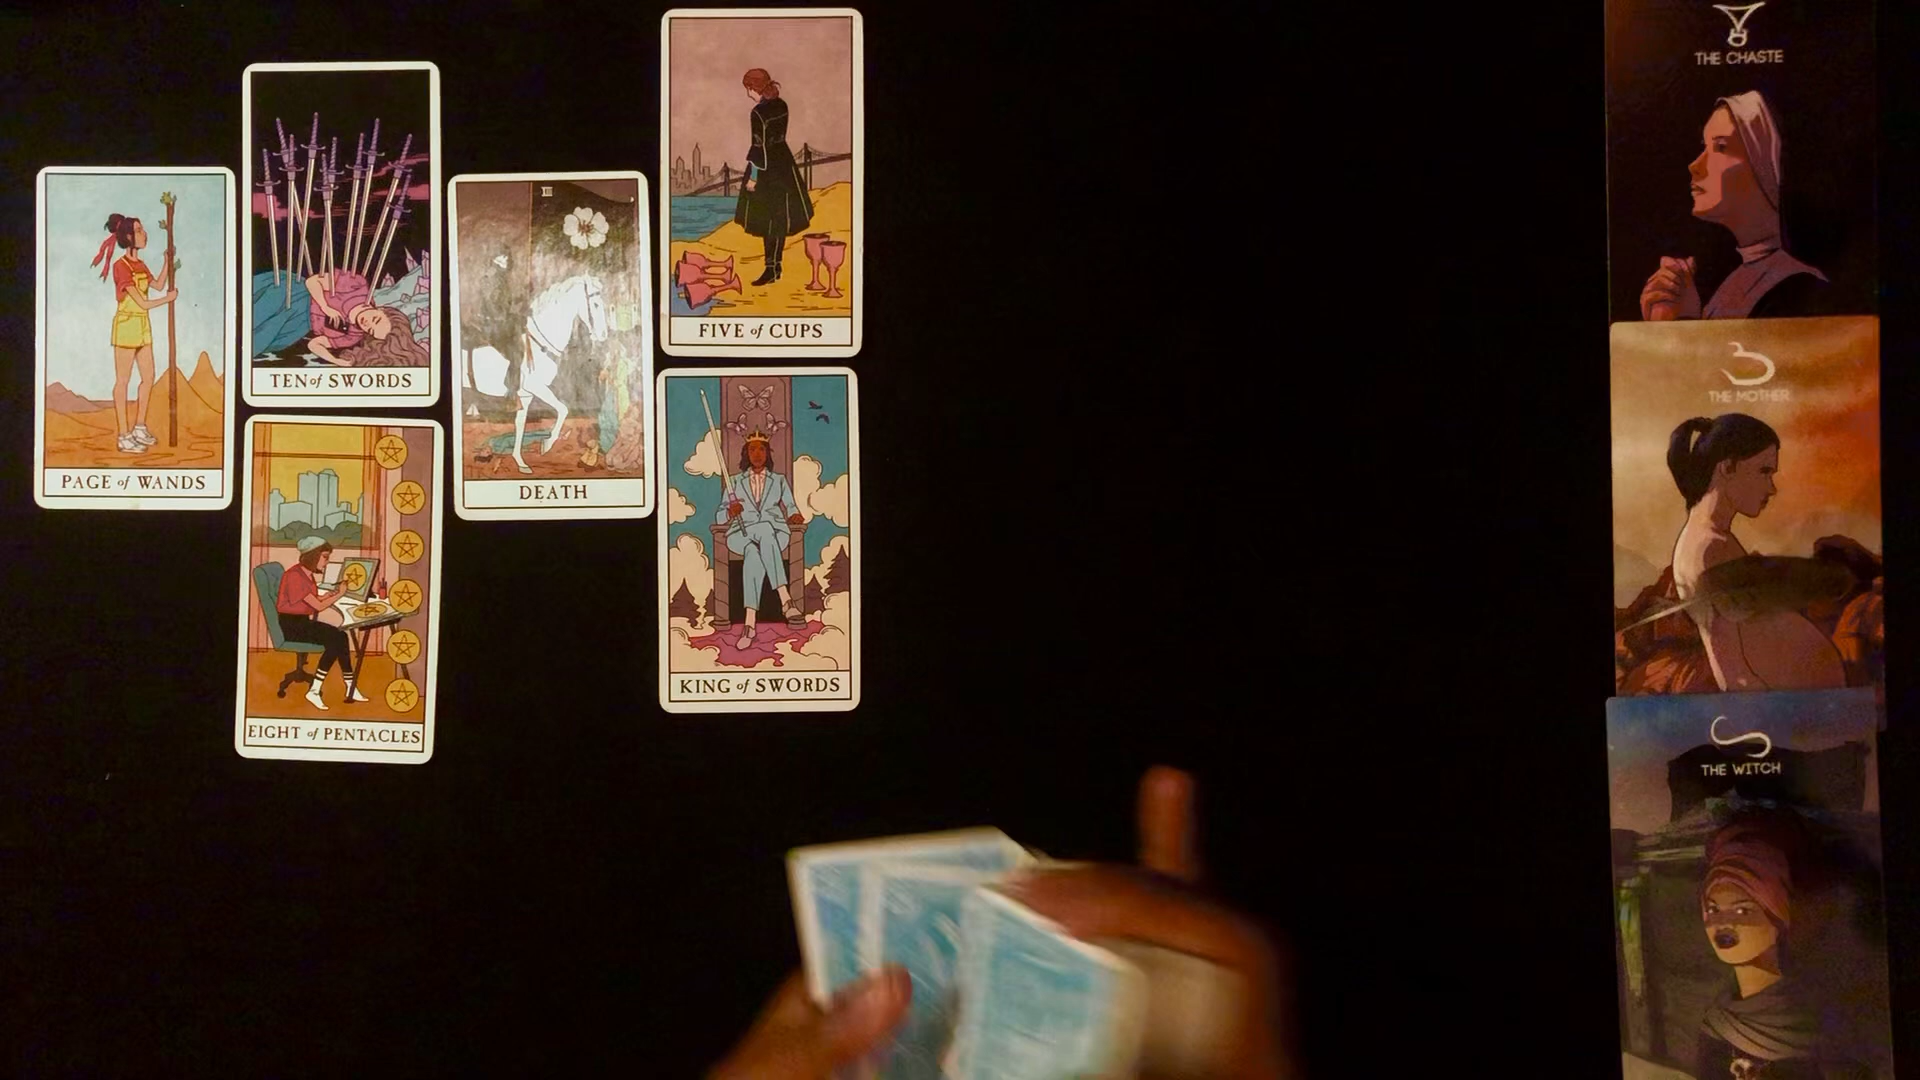 PAGE of WANDS
TEN of SWORDS
EIGHT of PENTACLES
XIII
DEATH
FIVE of CUPS
KING of SWORDS
THE CHASTE
THE MOTHER
THE WITCH